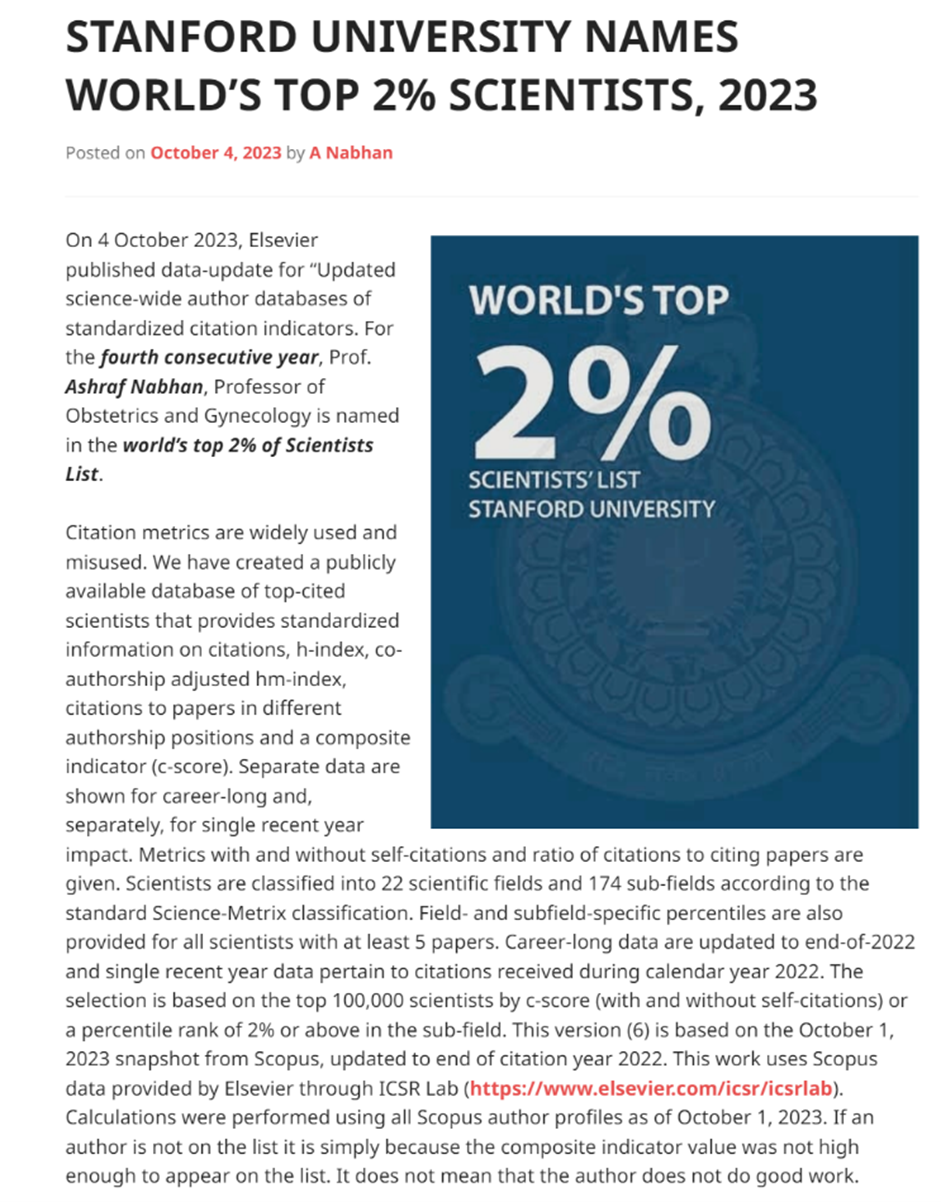 STANFORD UNIVERSITY NAMES
WORLD’S TOP 2% SCIENTISTS, 2023
Posted on October 4, 2023 by A Nabhan
On 4 October 2023, Elsevier
published data-update for “Updated
science-wide author databases of
standardized citation indicators. For
the fourth consecutive year, Prof.
Ashraf Nabhan, Professor of
Obstetrics and Gynecology is named
in the world’s top 2% of Scientists
List.
WORLD'S TOP
2%
SCIENTISTS’ LIST
STANFORD UNIVERSITY
Citation metrics are widely used and
misused. We have created a publicly
available database of top-cited
scientists that provides standardized
information on citations, h-index, co-
authorship adjusted hm-index,
citations to papers in different
authorship positions and a composite
indicator (c-score). Separate data are
shown for career-long and,
separately, for single recent year
impact. Metrics with and without self-citations and ratio of citations to citing papers are
given. Scientists are classified into 22 scientific fields and 174 sub-fields according to the
standard Science-Metrix classification. Field- and subfield-specific percentiles are also
provided for all scientists with at least 5 papers. Career-long data are updated to end-of-2022
and single recent year data pertain to citations received during calendar year 2022. The
selection is based on the top 100,000 scientists by c-score (with and without self-citations) or
a percentile rank of 2% or above in the sub-field. This version (6) is based on the October 1,
2023 snapshot from Scopus, updated to end of citation year 2022. This work uses Scopus
data provided by Elsevier through ICSR Lab (https://www.elsevier.com/icsr/icsrlab).
Calculations were performed using all Scopus author profiles as of October 1, 2023. If an
author is not on the list it is simply because the composite indicator value was not high
enough to appear on the list. It does not mean that the author does not do good work.